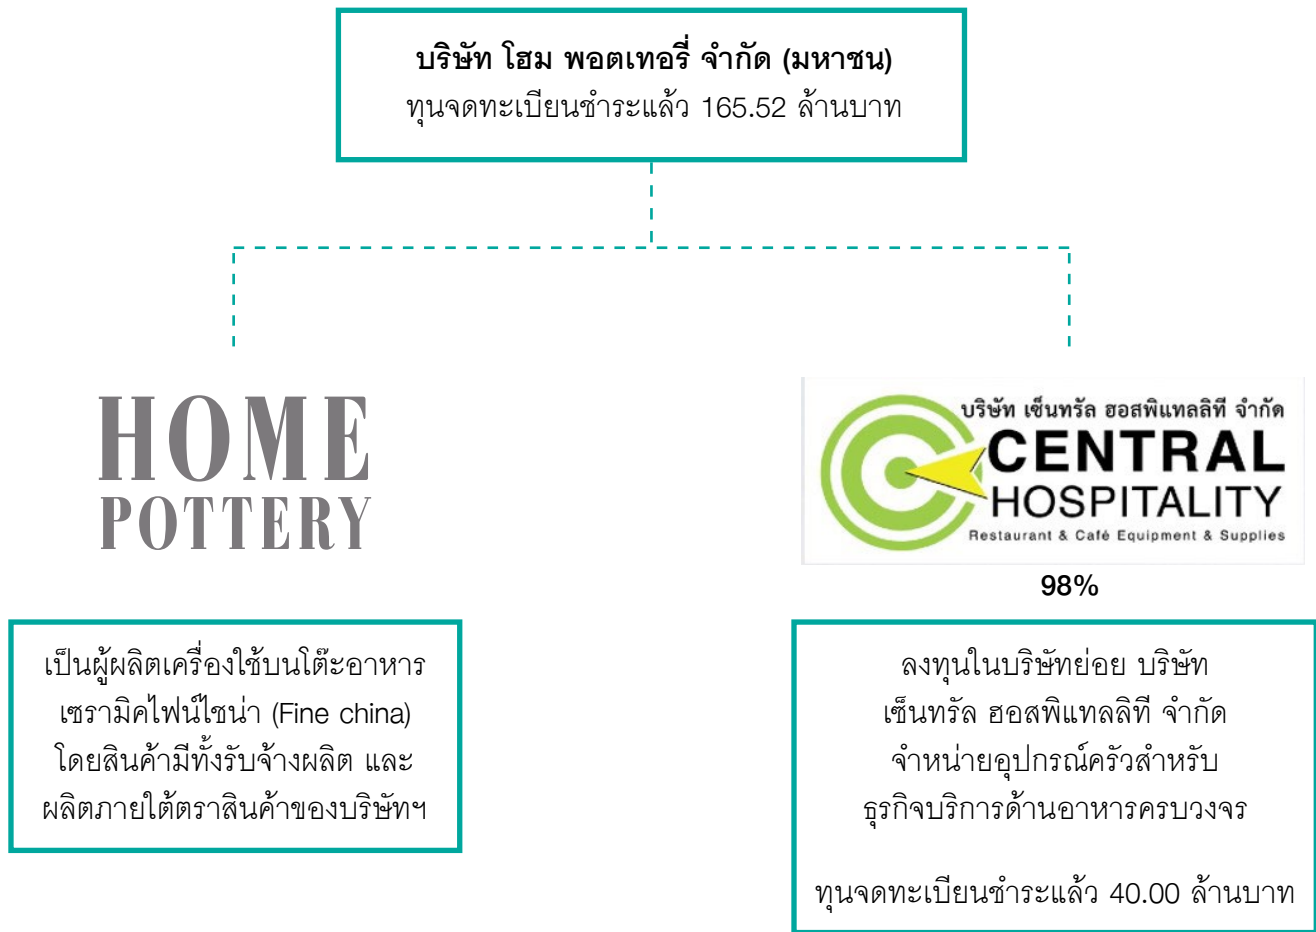 บริษัท โฮม พอตเทอรี่ จำกัด (มหาชน)
ทุนจดทะเบียนชำระแล้ว 165.52 ล้านบาท
HOME
POTTERY
บริษัท เซ็นทรัล ฮอสพิแทลลิที จำกัด
CENTRAL
HOSPITALITY
Restaurant & Café Equipment & Supplies
98%
เป็นผู้ผลิตเครื่องใช้บนโต๊ะอาหาร
เซรามิคไฟน์ไชน่า (Fine china)
โดยสินค้ามีทั้งรับจ้างผลิต และ
ผลิตภายใต้ตราสินค้าของบริษัทฯ
ลงทุนในบริษัทย่อย บริษัท
เซ็นทรัล ฮอสพิแทลลิที จำกัด
จำหน่ายอุปกรณ์ครัวสำหรับ
ธุรกิจบริการด้านอาหารครบวงจร
ทุนจดทะเบียนชำระแล้ว 40.00 ล้านบาท